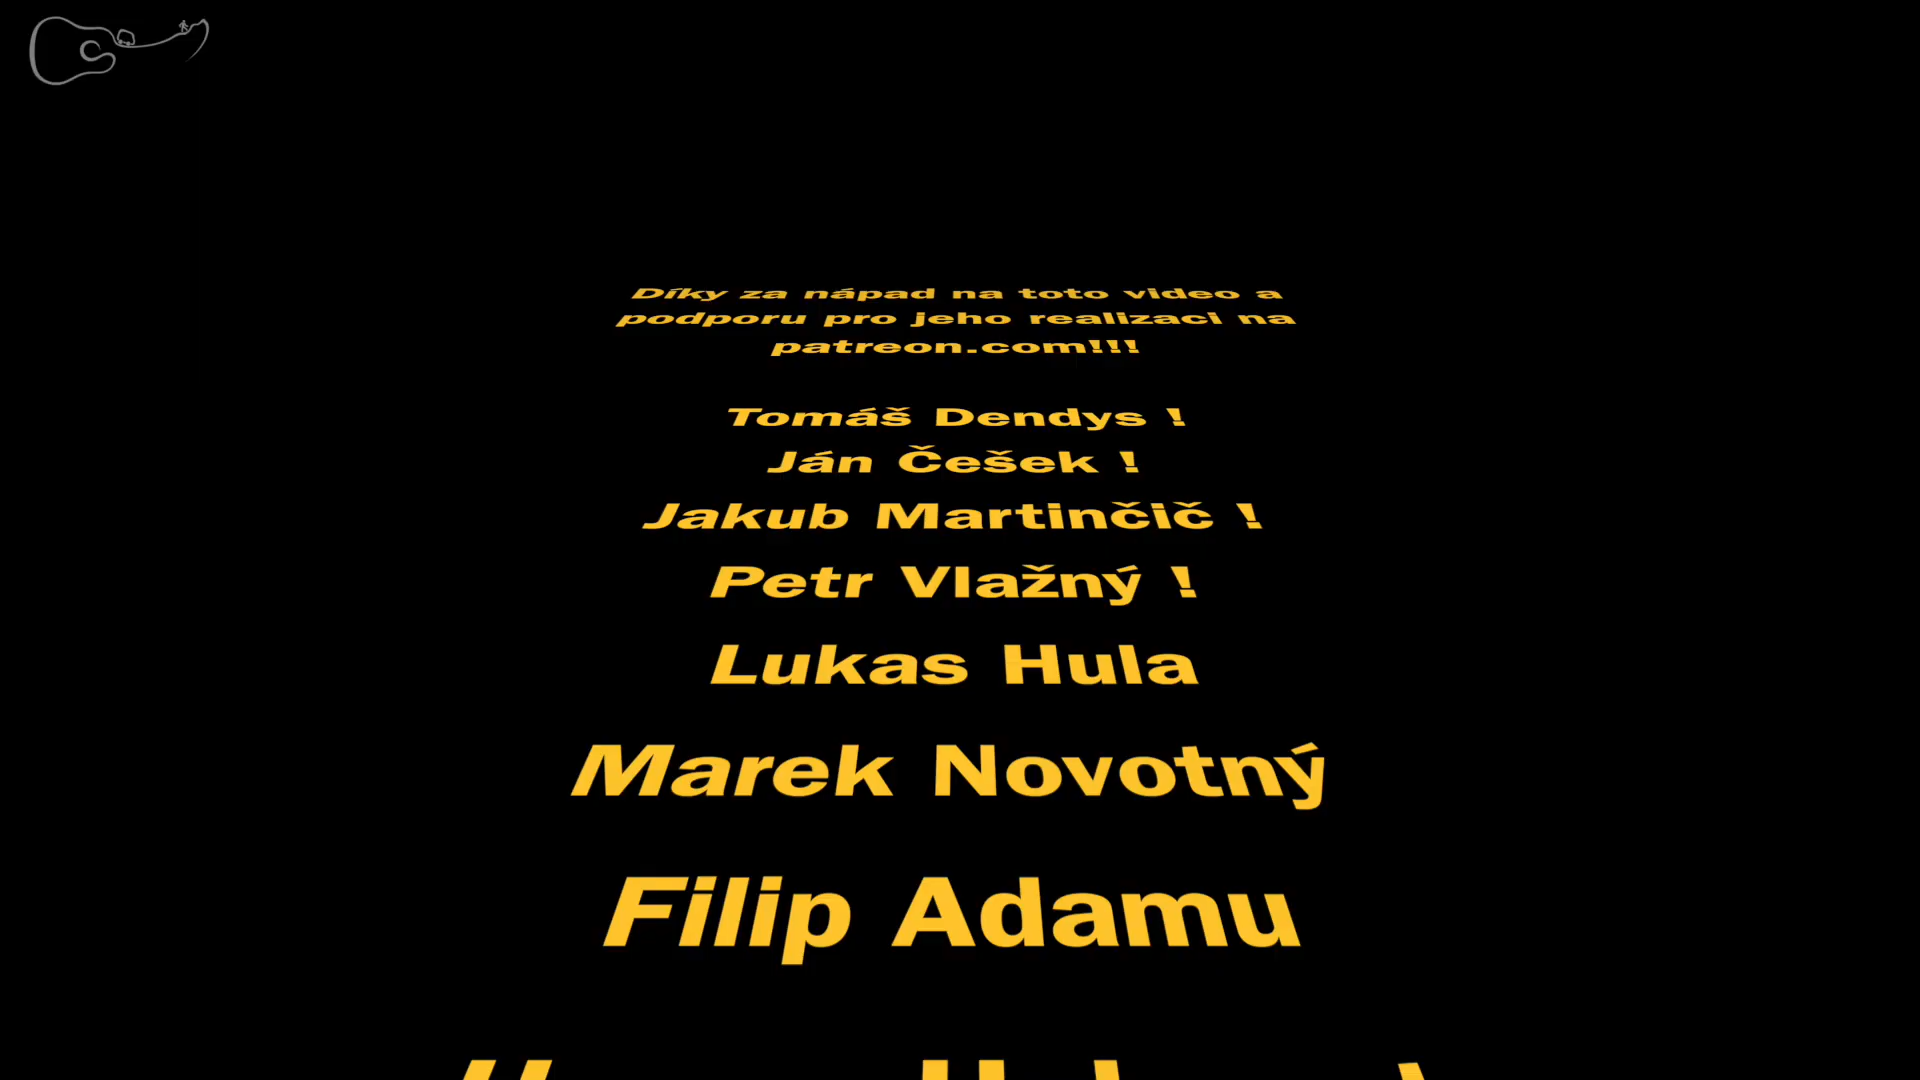 Díky za nápad na toto video a
podporu pro jeho realizaci na
patreon.com!!!
Tomáš Dendys !
Ján Češek !
Jakub Martinčič !
Petr Vlažný !
Lukas Hula
Marek Novotný
Filip Adamu